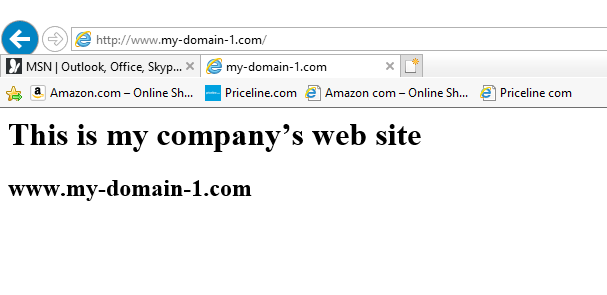 http://www.my-domain-1.com/
MSN | Outlook, Office, Skyp...
my-domain-1.com
Amazon.com – Online Sh...
Priceline.com
Amazon com – Online Sh...
Priceline com
This is my company’s web site
www.my-domain-1.com